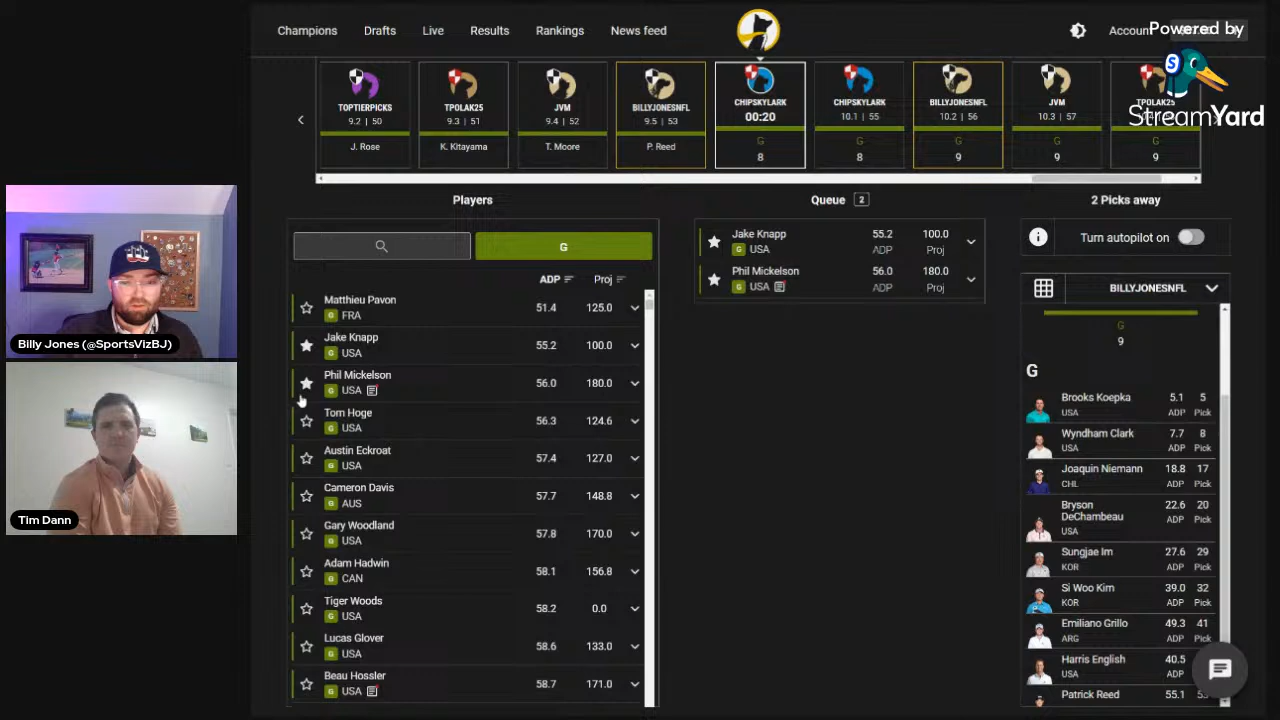 Champions
Drafts
Live
Results
Rankings
News feed
Account
Powered by
StreamYard
TOPTIERPICKS
9.2 | 50
J. Rose
TPOLAK25
9.3 | 51
K. Kitayama
JVM
9.4 | 52
T. Moore
BILLYJONESNFL
9.5 | 53
P. Reed
CHIPSKYLARK
00:20
G
8
CHIPSKYLARK
10.1 | 55
G
8
BILLYJONESNFL
10.2 | 56
G
9
JVM
10.3 | 57
G
9
TPOLAK25
G
9
Players
G
ADP
Proj
Matthieu Pavon
G FRA
51.4
125.0
Jake Knapp
G USA
55.2
100.0
Phil Mickelson
G USA
56.0
180.0
Tom Hoge
G USA
56.3
124.6
Austin Eckroat
G USA
57.4
127.0
Cameron Davis
G AUS
57.7
148.8
Gary Woodland
G USA
57.8
170.0
Adam Hadwin
G CAN
58.1
156.8
Tiger Woods
G USA
58.2
0.0
Lucas Glover
G USA
58.6
133.0
Beau Hossler
G USA
58.7
171.0
Queue 2
Jake Knapp
G USA
55.2
ADP
100.0
Proj
Phil Mickelson
G USA
56.0
ADP
180.0
Proj
2 Picks away
Turn autopilot on
BILLYJONESNFL
G
9
G
Brooks Koepka
USA
5.1
ADP
5
Pick
Wyndham Clark
USA
7.7
ADP
8
Pick
Joaquin Niemann
CHL
18.8
ADP
17
Pick
Bryson
DeChambeau
USA
22.6
ADP
20
Pick
Sungjae Im
KOR
27.6
ADP
29
Pick
Si Woo Kim
KOR
39.0
ADP
32
Pick
Emiliano Grillo
ARG
49.3
ADP
41
Pick
Harris English
USA
40.5
ADP
Patrick Reed
55.1
Billy Jones (@SportsVizBJ)
Tim Dann